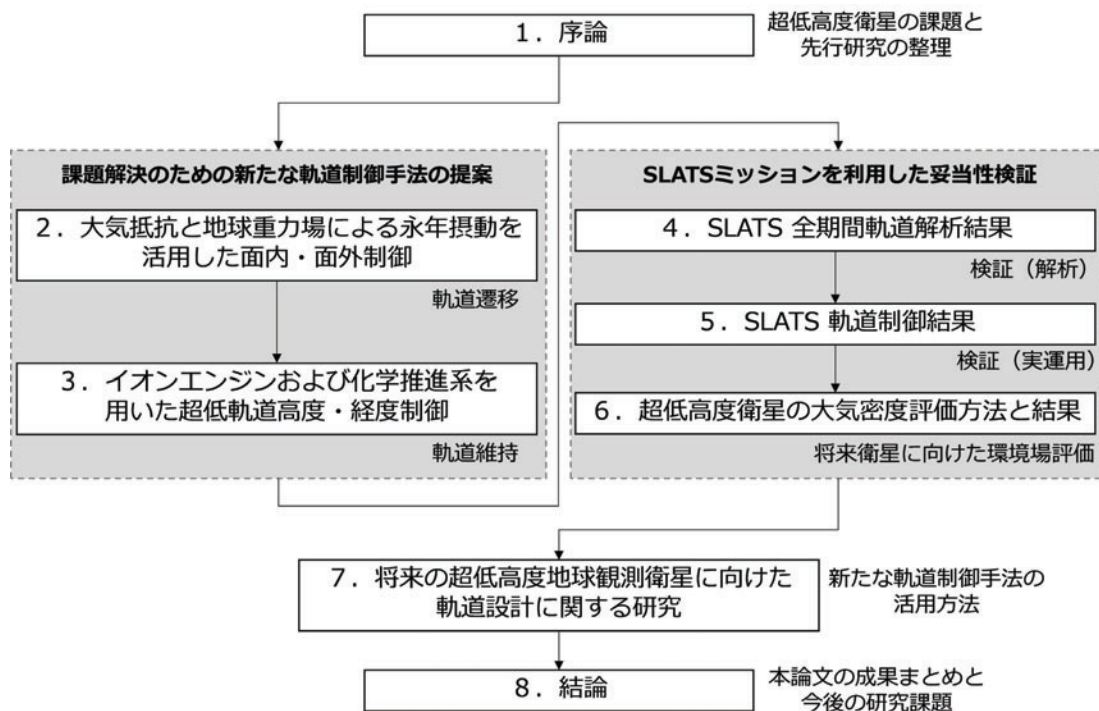 1．序論
超低高度衛星の課題と
先行研究の整理
課題解決のための新たな軌道制御手法の提案
2．大気抵抗と地球重力場による永年摂動を
活用した面内・面外制御
軌道遷移
3．イオンエンジンおよび化学推進系を
用いた超低軌道高度・経度制御
軌道維持
SLATSミッションを利用した妥当性検証
4．SLATS 全期間軌道解析結果
検証（解析）
5．SLATS 軌道制御結果
検証（実運用）
6．超低高度衛星の大気密度評価方法と結果
将来衛星に向けた環境場評価
7．将来の超低高度地球観測衛星に向けた
軌道設計に関する研究
新たな軌道制御手法の
活用方法
8．結論
本論文の成果まとめと
今後の研究課題